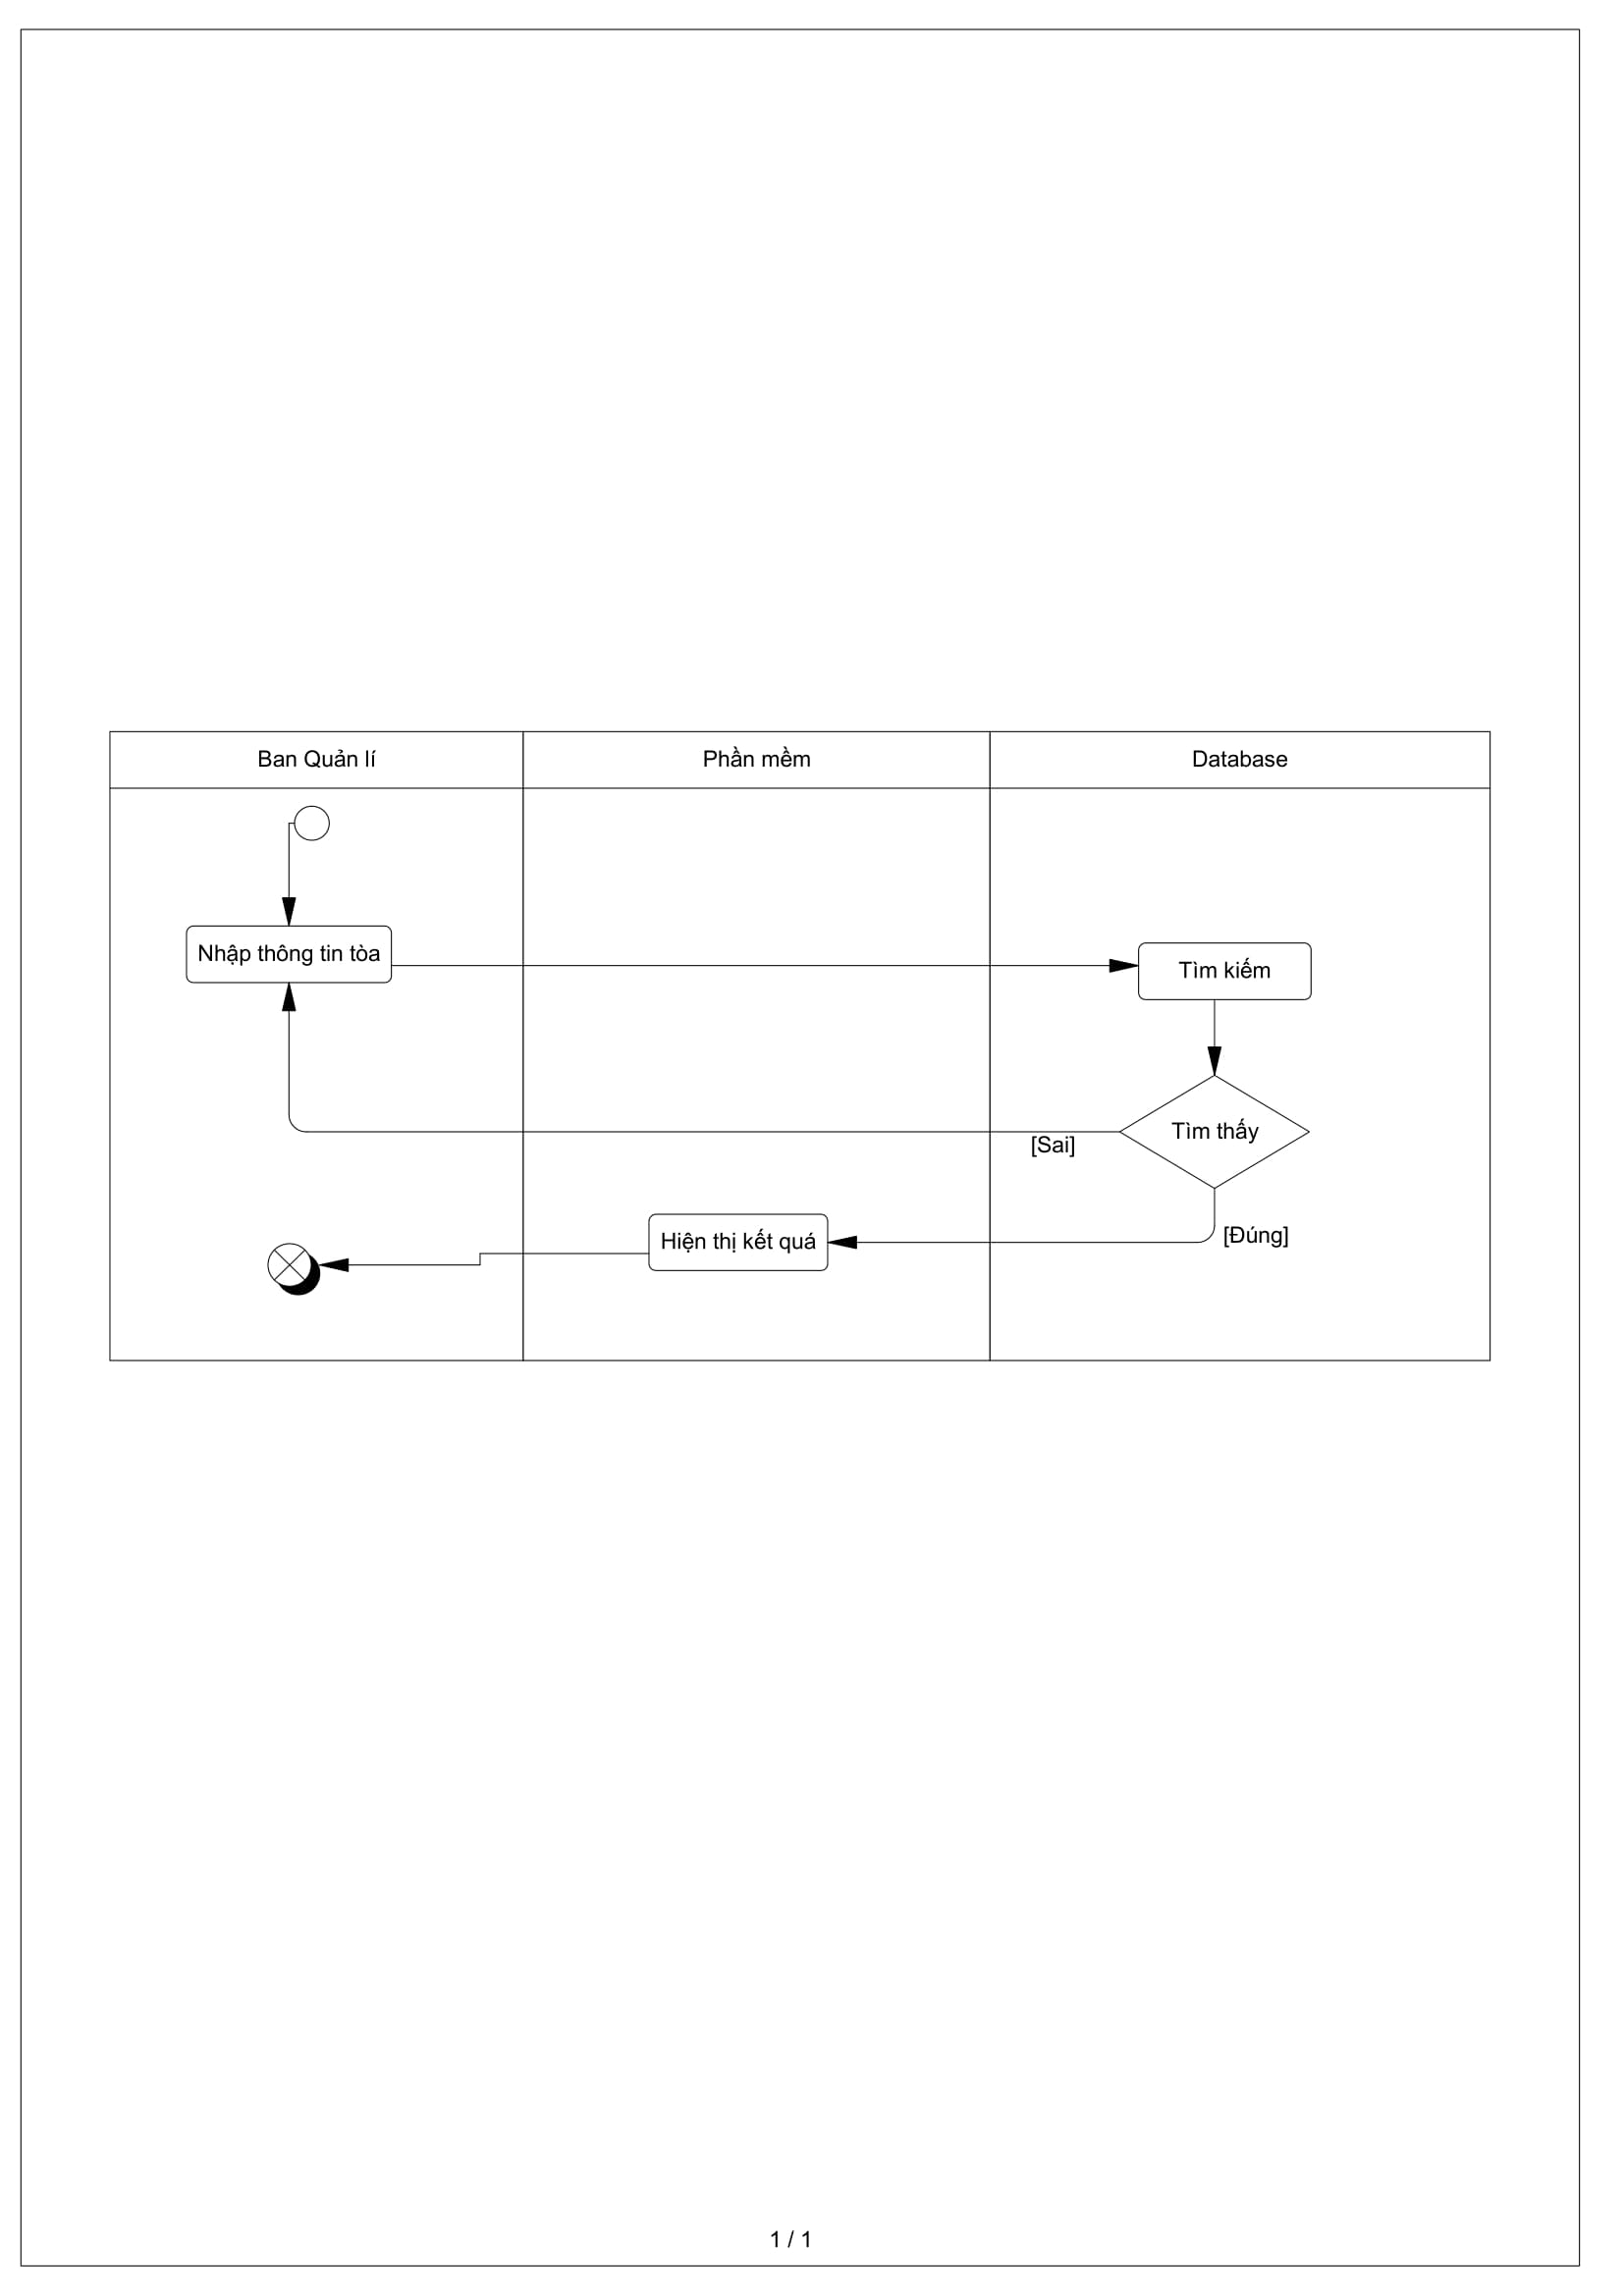 Ban Quản lí
Phần mềm
Database
Nhập thông tin tòa
Tìm kiếm
Tìm thấy
[Sai]
[Đúng]
Hiện thị kết quá
1 / 1